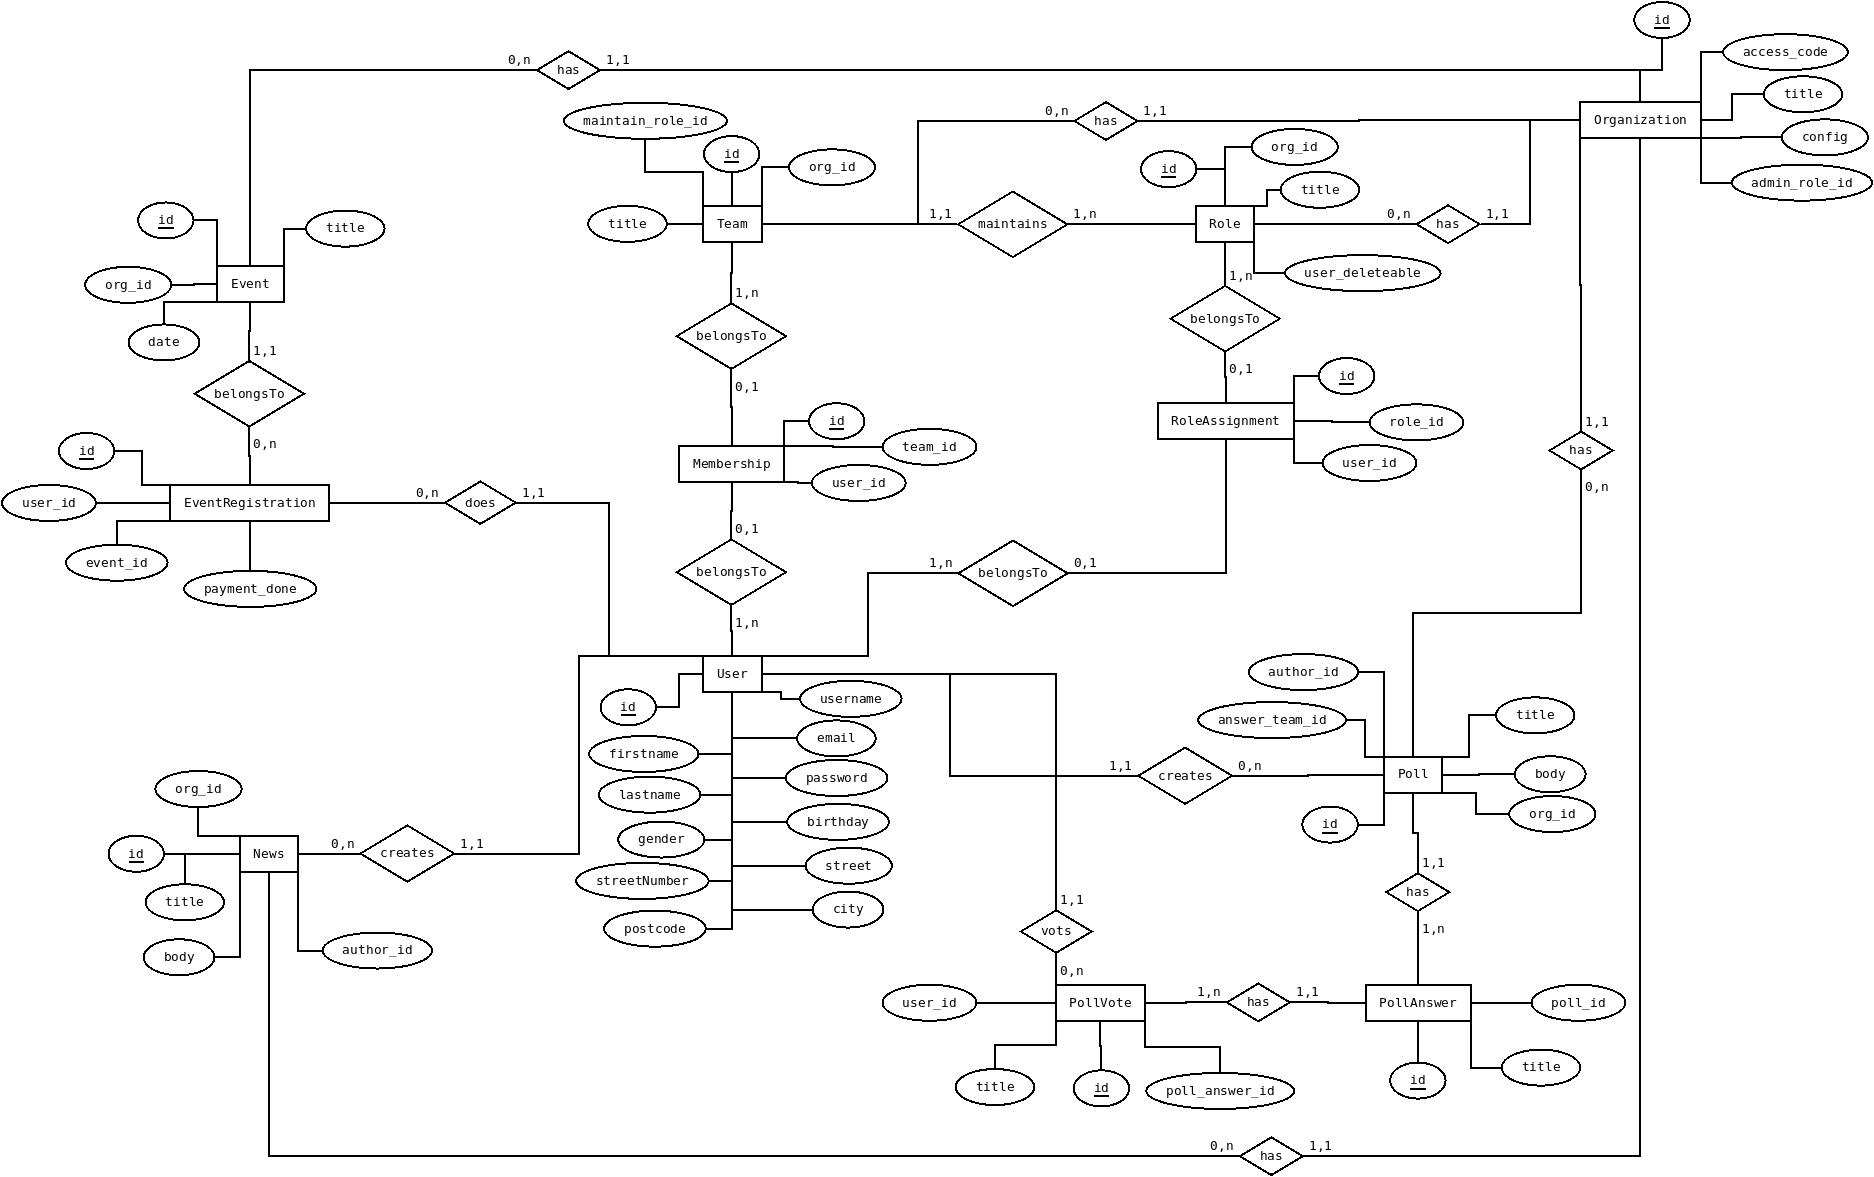 id
access_code
0,n has 1,1
title
maintain_role_id
0,n has 1,1
Organization
config
id
org_id
id
org_id
title
admin_role_id
title
Team
1,1 maintains 1,n
Role
0,n has 1,1
id
title
org_id
Event
user_deleteable
date
1,n
belongsTo
0,1
1,n
belongsTo
0,1
1,1
belongsTo
0,n
id
RoleAssignment
role_id
user_id
id
team_id
Membership
user_id
1,1
has
0,n
id
user_id
EventRegistration
0,n does 1,1
event_id
payment_done
0,1
belongsTo
1,n
1,n belongsTo 0,1
User
id
username
firstname
email
lastname
password
gender
birthday
streetNumber
street
postcode
city
author_id
answer_team_id
title
1,1 creates 0,n
Poll
body
id
org_id
org_id
id
News
0,n creates 1,1
title
body
author_id
1,1
has
1,n
1,1
vots
0,n
user_id
PollVote
1,n has 1,1
PollAnswer
poll_id
title
id
poll_answer_id
id
title
0,n has 1,1